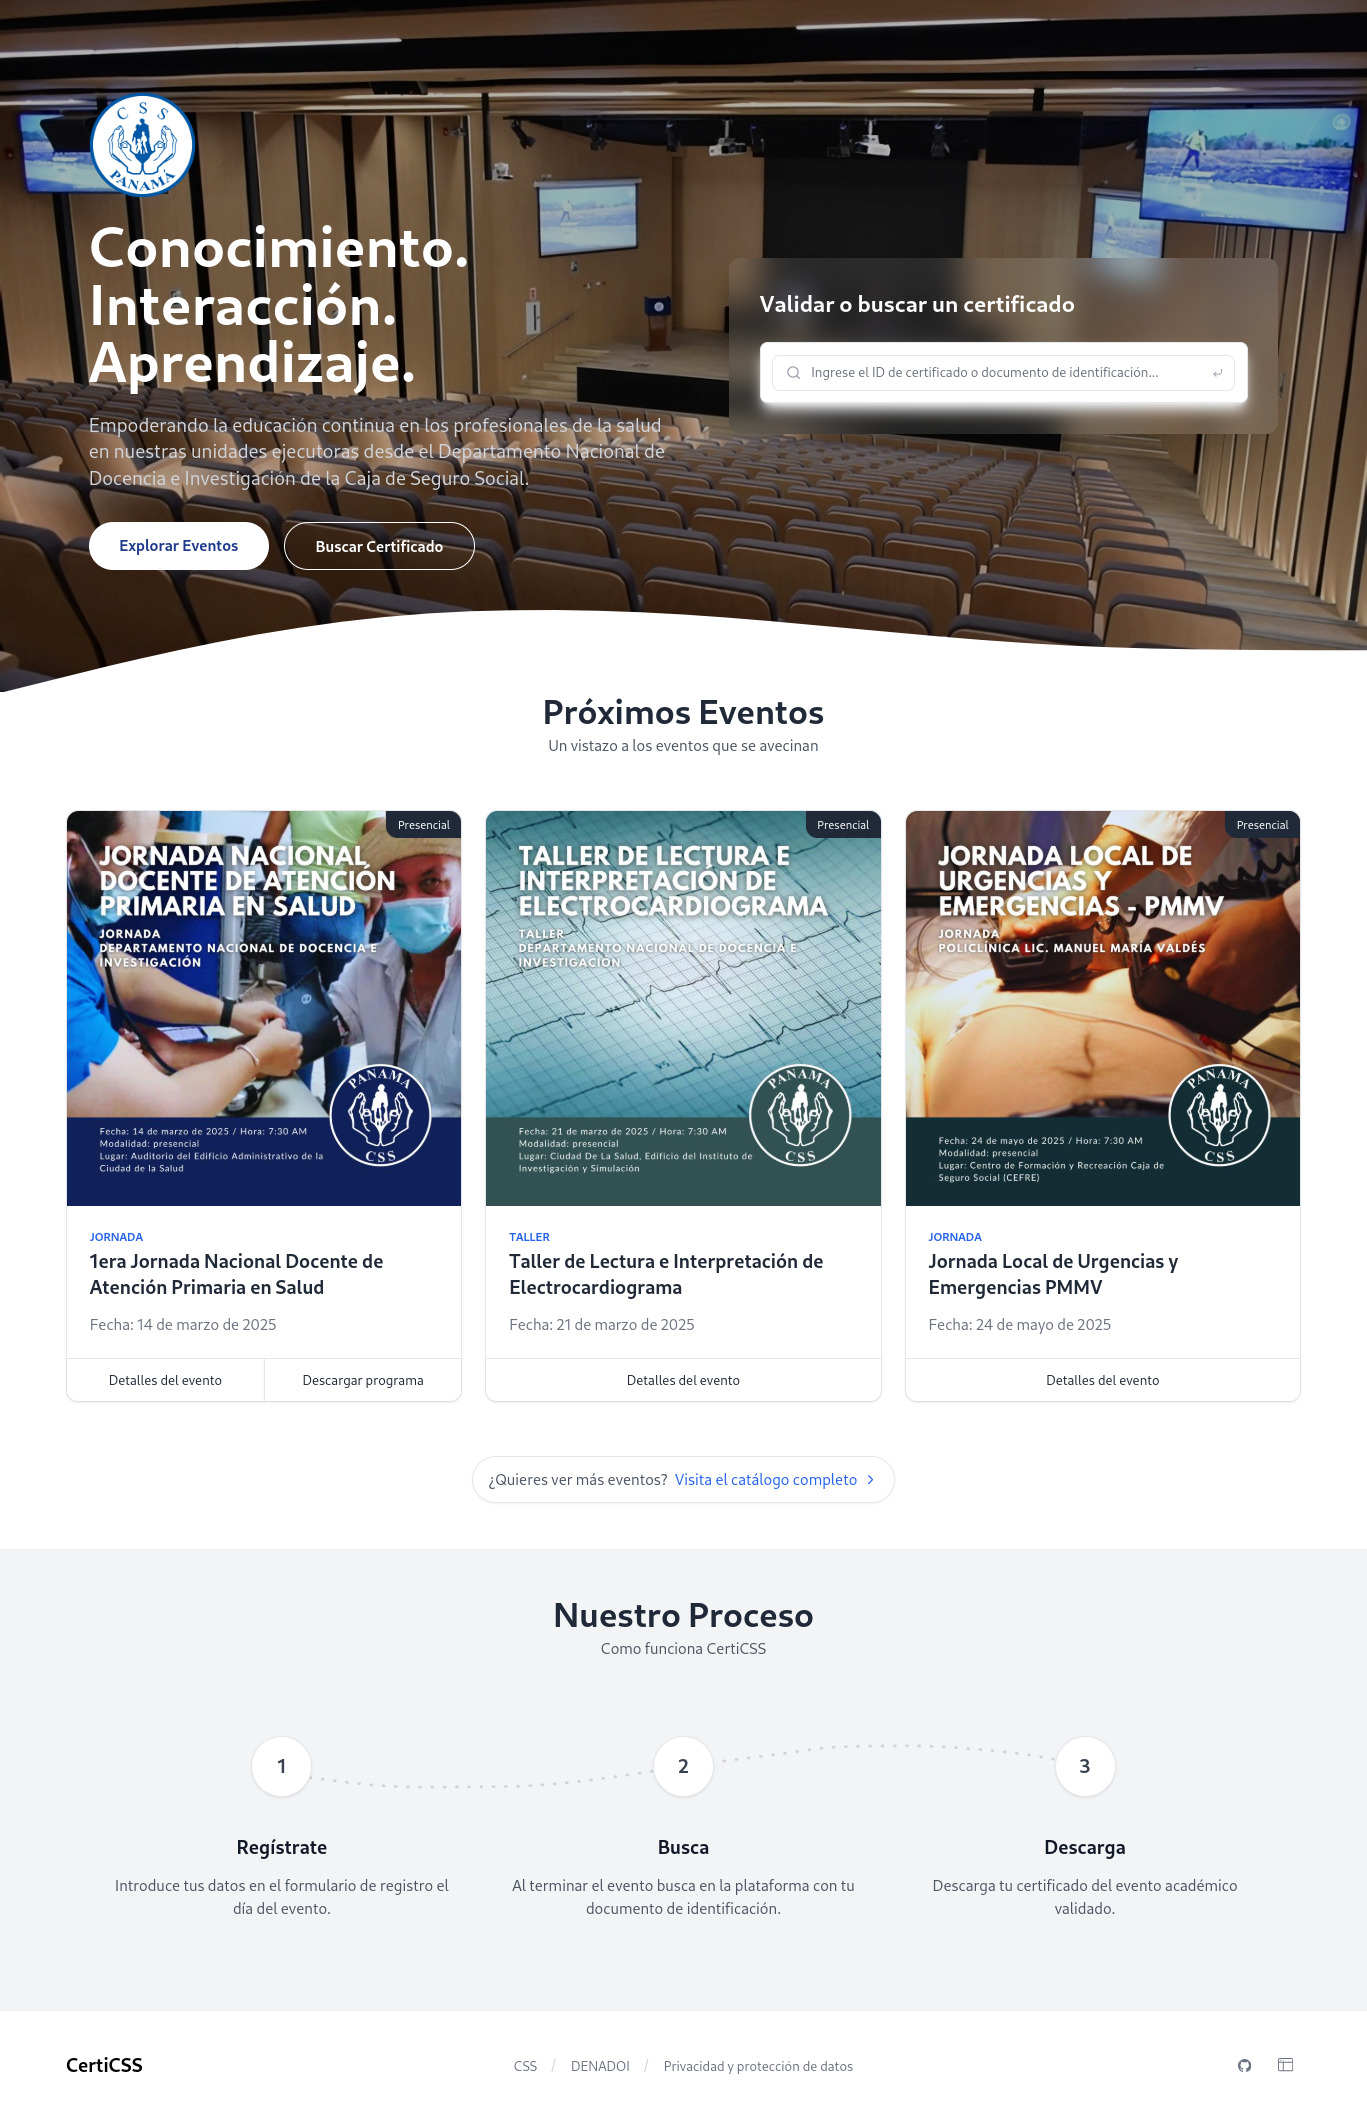 C S S
PANAMA
Conocimiento.
Interacción.
Aprendizaje.
Empoderando la educación continua en los profesionales de la salud
en nuestras unidades ejecutoras desde el Departamento Nacional de
Docencia e Investigación de la Caja de Seguro Social.
Explorar Eventos
Buscar Certificado
Validar o buscar un certificado
Ingrese el ID de certificado o documento de identificación...
Próximos Eventos
Un vistazo a los eventos que se avecinan
Presencial
JORNADA NACIONAL
DOCENTE DE ATENCIÓN
PRIMARIA EN SALUD
JORNADA
DEPARTAMENTO NACIONAL DE DOCENCIA E
INVESTIGACIÓN
PANAMA
CSS
Fecha: 14 de marzo de 2025 / Hora: 7:30 AM
Modalidad: presencial
Lugar: Auditorio del Edificio Administrativo de la
Ciudad de la Salud
JORNADA
1era Jornada Nacional Docente de
Atención Primaria en Salud
Fecha: 14 de marzo de 2025
Detalles del evento
Descargar programa
Presencial
TALLER DE LECTURA E
INTERPRETACIÓN DE
ELECTROCARDIOGRAMA
TALLER
DEPARTAMENTO NACIONAL DE DOCENCIA E
INVESTIGACIÓN
PANAMA
CSS
Fecha: 21 de marzo de 2025 / Hora: 7:30 AM
Modalidad: presencial
Lugar: Ciudad De La Salud, Edificio del Instituto de
Investigación y Simulación
TALLER
Taller de Lectura e Interpretación de
Electrocardiograma
Fecha: 21 de marzo de 2025
Detalles del evento
Presencial
JORNADA LOCAL DE
URGENCIAS Y
EMERGENCIAS - PMMV
JORNADA
POLICLÍNICA LIC. MANUEL MARÍA VALDÉS
PANAMA
CSS
Fecha: 24 de mayo de 2025 / Hora: 7:30 AM
Modalidad: presencial
Lugar: Centro de Formación y Recreación Caja de
Seguro Social (CEFRE)
JORNADA
Jornada Local de Urgencias y
Emergencias PMMV
Fecha: 24 de mayo de 2025
Detalles del evento
¿Quieres ver más eventos? Visita el catálogo completo
Nuestro Proceso
Como funciona CertiCSS
1
Regístrate
Introduce tus datos en el formulario de registro el
día del evento.
2
Busca
Al terminar el evento busca en la plataforma con tu
documento de identificación.
3
Descarga
Descarga tu certificado del evento académico
validado.
CertiCSS
CSS / DENADOI / Privacidad y protección de datos